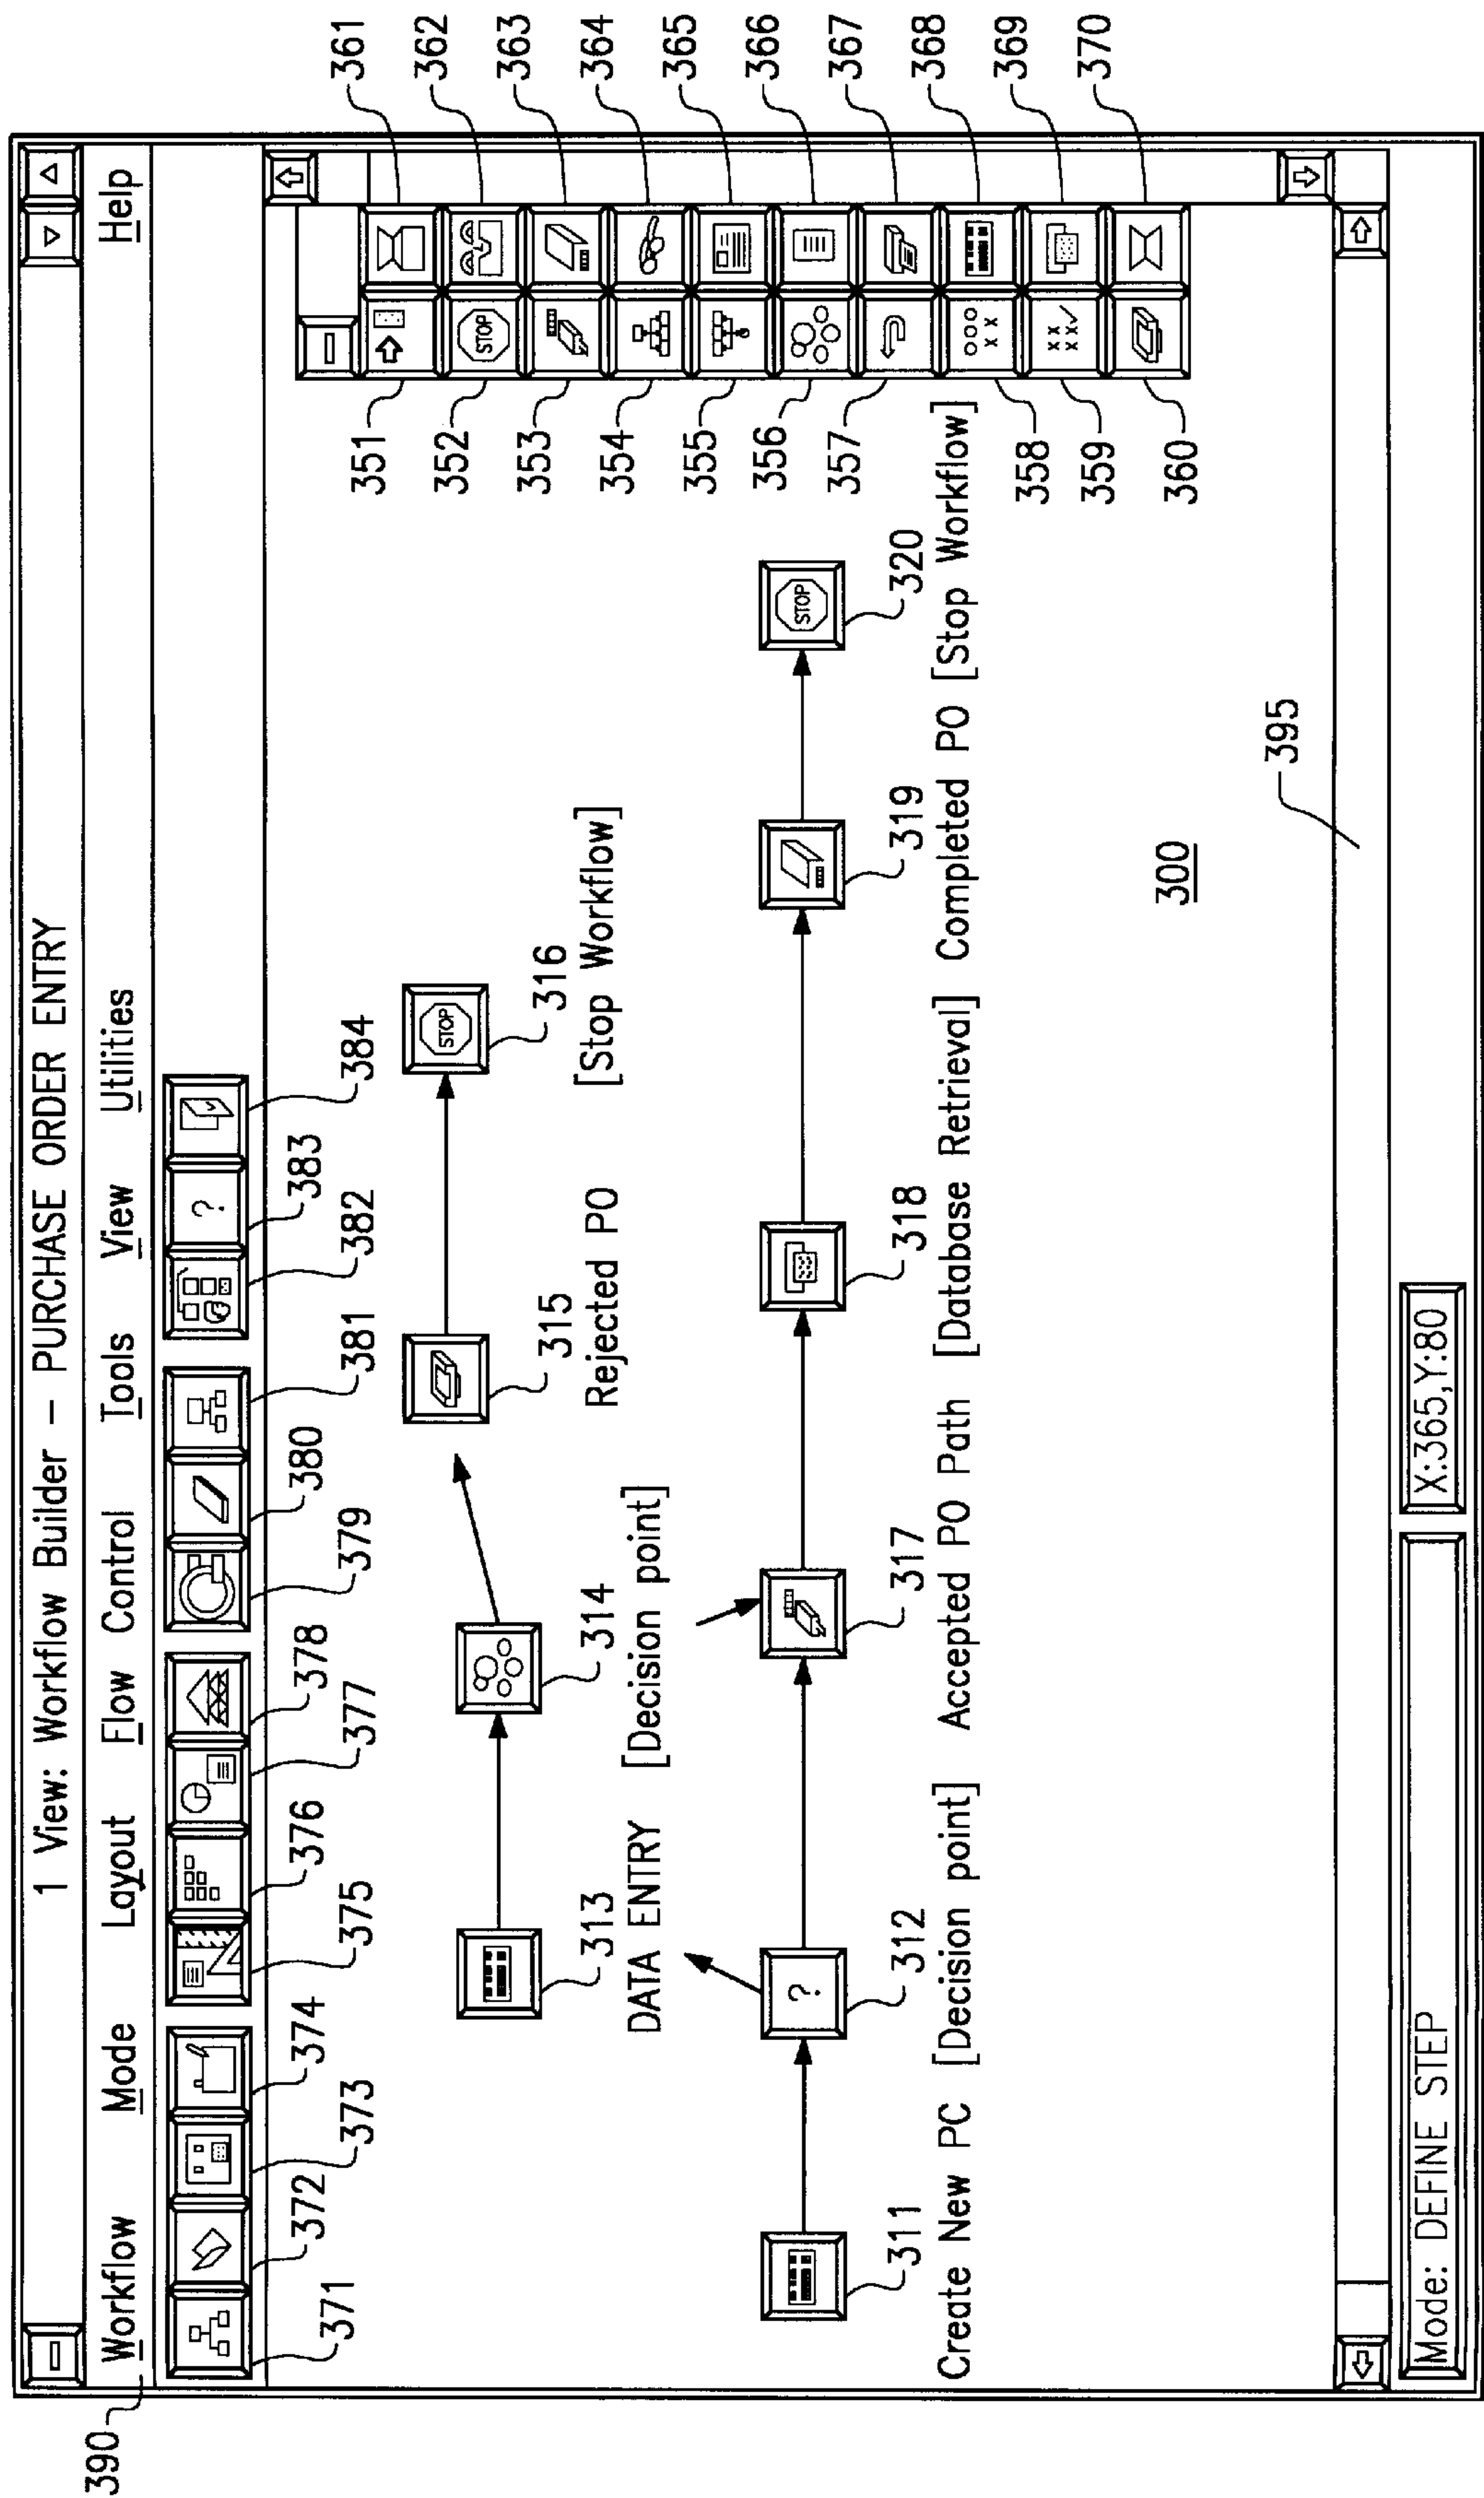 1 View: Workflow Builder – PURCHASE ORDER ENTRY
390
Workflow Mode Layout Flow Control Tools View Utilities Help
?
371 372 373 374 375 376 377 378 379 380 381 382 383 384
STOP
313 314 315 316
DATA ENTRY [Decision point] Rejected PO [Stop Workflow]
? STOP
311 312 317 318 319 320
Create New PC [Decision point] Accepted PO Path [Database Retrieval] Completed PO [Stop Workflow]
300
395
351 361
STOP
352 362
353 363
354 364
355 365
356 366
357 367
358 368
359 369
360 370
Mode: DEFINE STEP X:365,Y:80